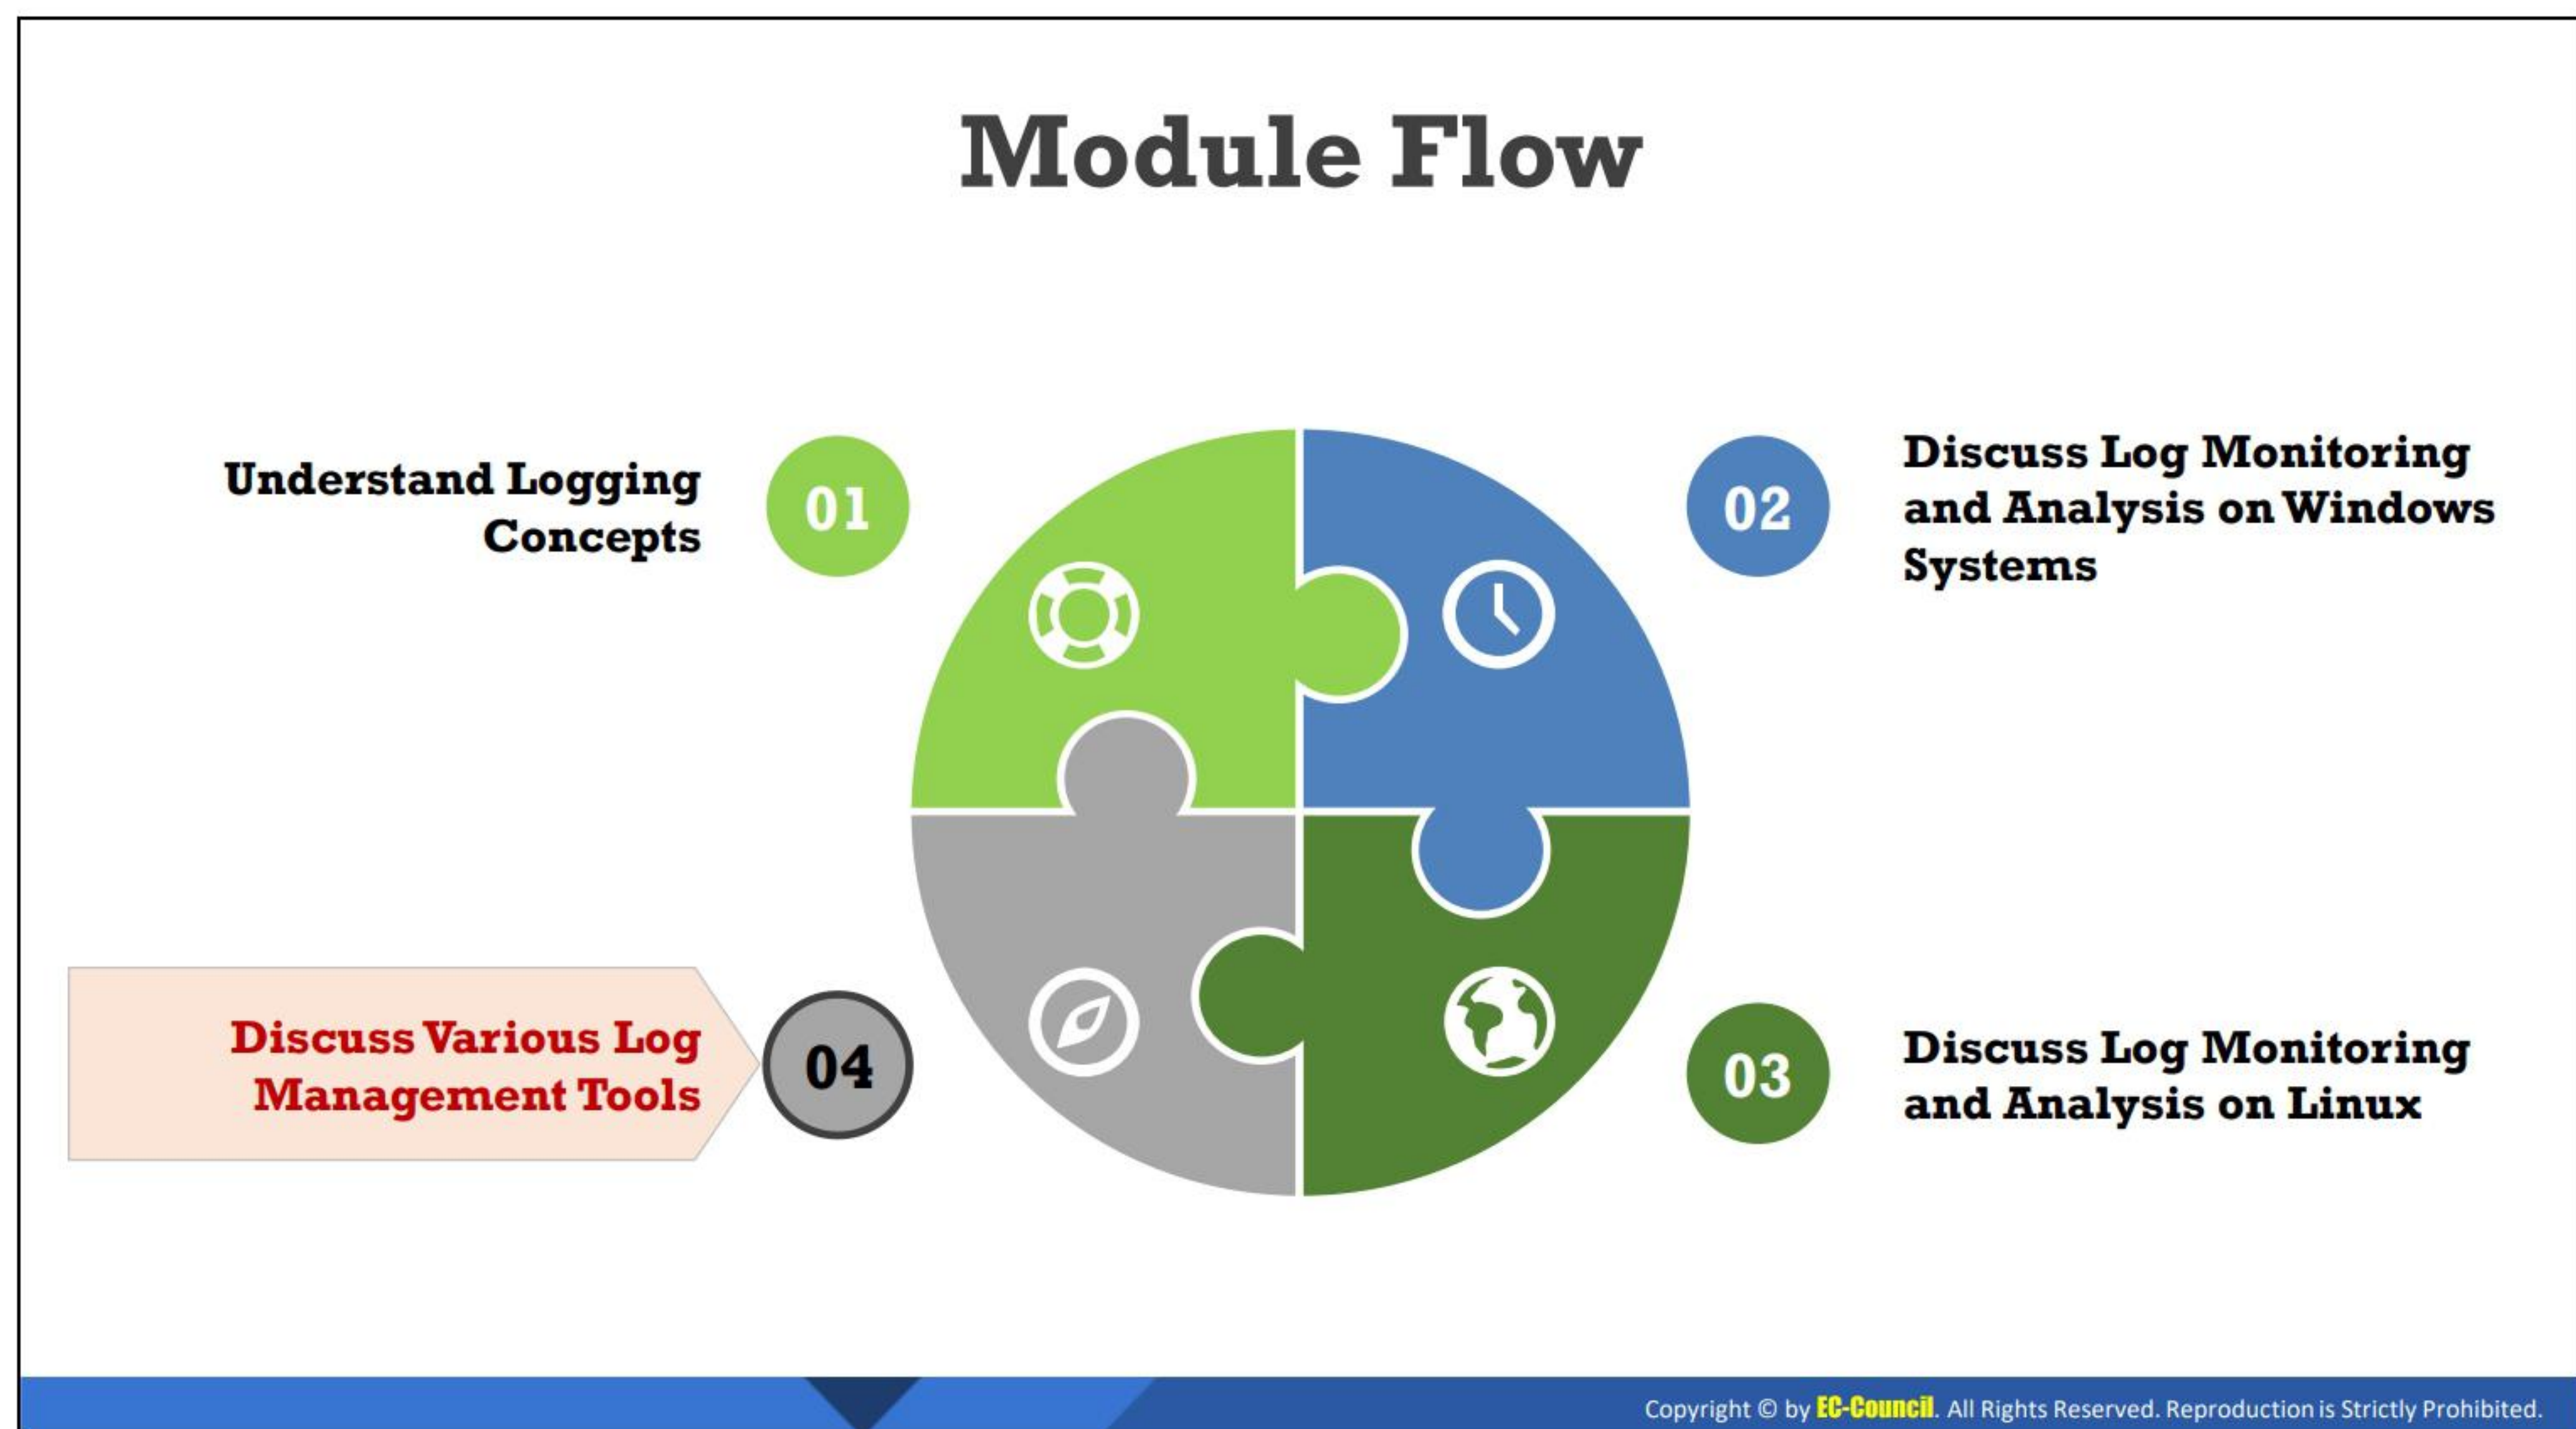 Module Flow
Understand Logging
Concepts
01
02
Discuss Log Monitoring
and Analysis on Windows
Systems
Discuss Various Log
Management Tools
04
03
Discuss Log Monitoring
and Analysis on Linux
Copyright © by EC-Council. All Rights Reserved. Reproduction is Strictly Prohibited.